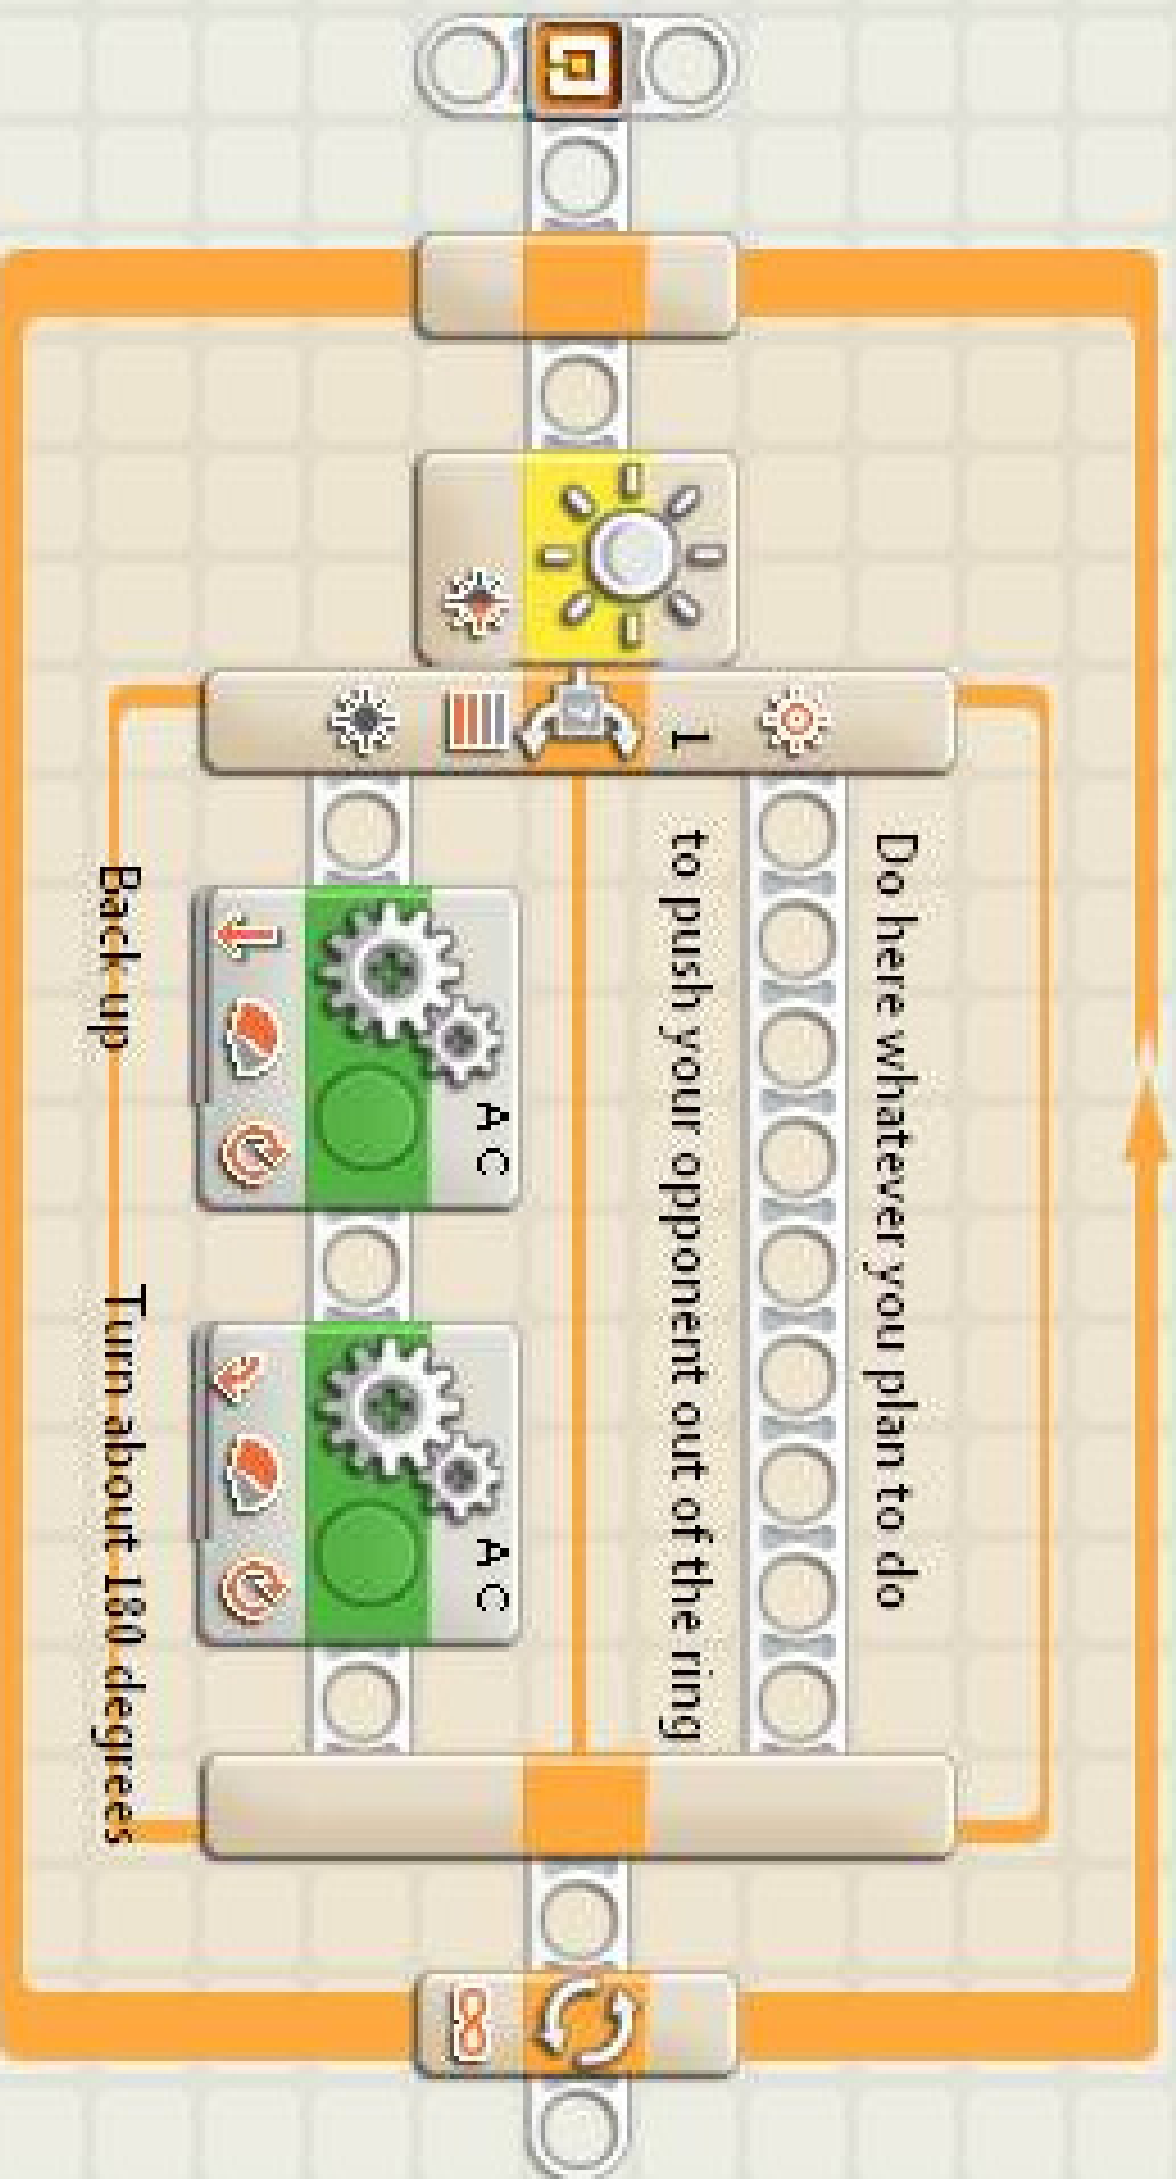 Do here whatever you plan to do
1
to push your opponent out of the ring
A C
A C
Back up
Turn about 180 degrees